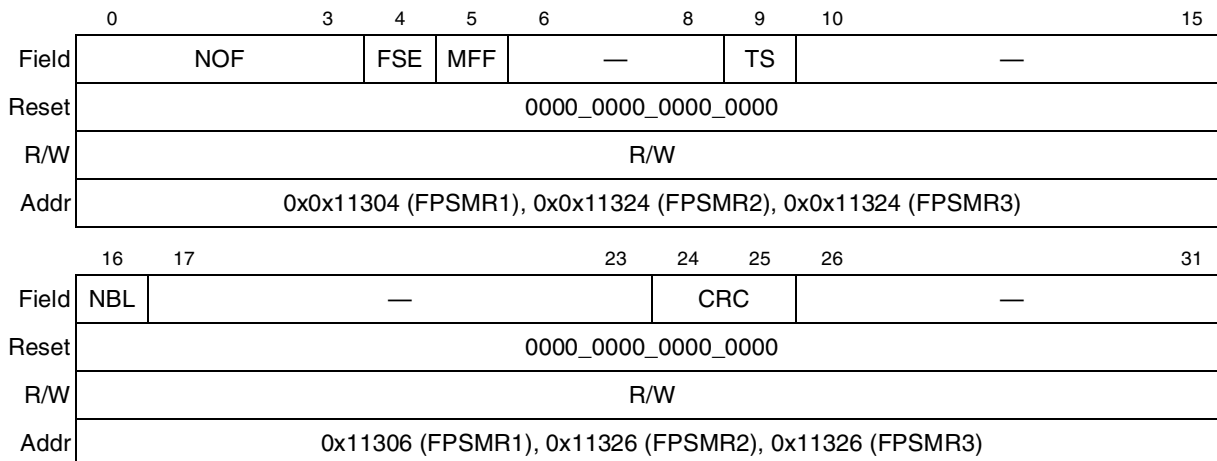 0 3 4 5 6 8 9 10 15
Field NOF FSE MFF — TS —
Reset 0000_0000_0000_0000
R/W R/W
Addr 0x0x11304 (FPSMR1), 0x0x11324 (FPSMR2), 0x0x11324 (FPSMR3)
16 17 23 24 25 26 31
Field NBL — CRC —
Reset 0000_0000_0000_0000
R/W R/W
Addr 0x11306 (FPSMR1), 0x11326 (FPSMR2), 0x11326 (FPSMR3)